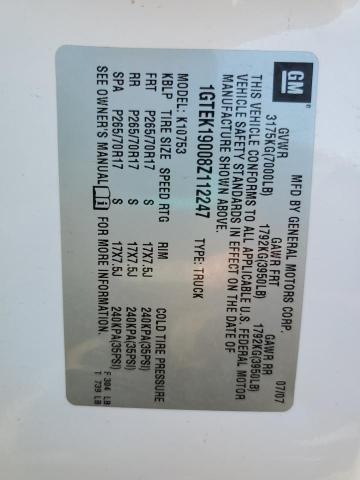 GM
MFD BY GENERAL MOTORS CORP. 07/07
GVWR GAWR FRT GAWR RR
3175KG(7000LB) 1792KG(3950LB) 1792KG(3950LB)
THIS VEHICLE CONFORMS TO ALL APPLICABLE U.S. FEDERAL MOTOR
VEHICLE SAFETY STANDARDS IN EFFECT ON THE DATE OF
MANUFACTURE SHOWN ABOVE.
1GTEK19008Z112247 TYPE: TRUCK
MODEL: K10753
KBLP TIRE SIZE SPEED RTG RIM COLD TIRE PRESSURE
FRT P265/70R17 S 17X7.5J 240KPA(35PSI)
RR P265/70R17 S 17X7.5J 240KPA(35PSI)
SPA P265/70R17 S 17X7.5J 240KPA(35PSI)
SEE OWNER'S MANUAL FOR MORE INFORMATION. F 304 LB
T 739 LB